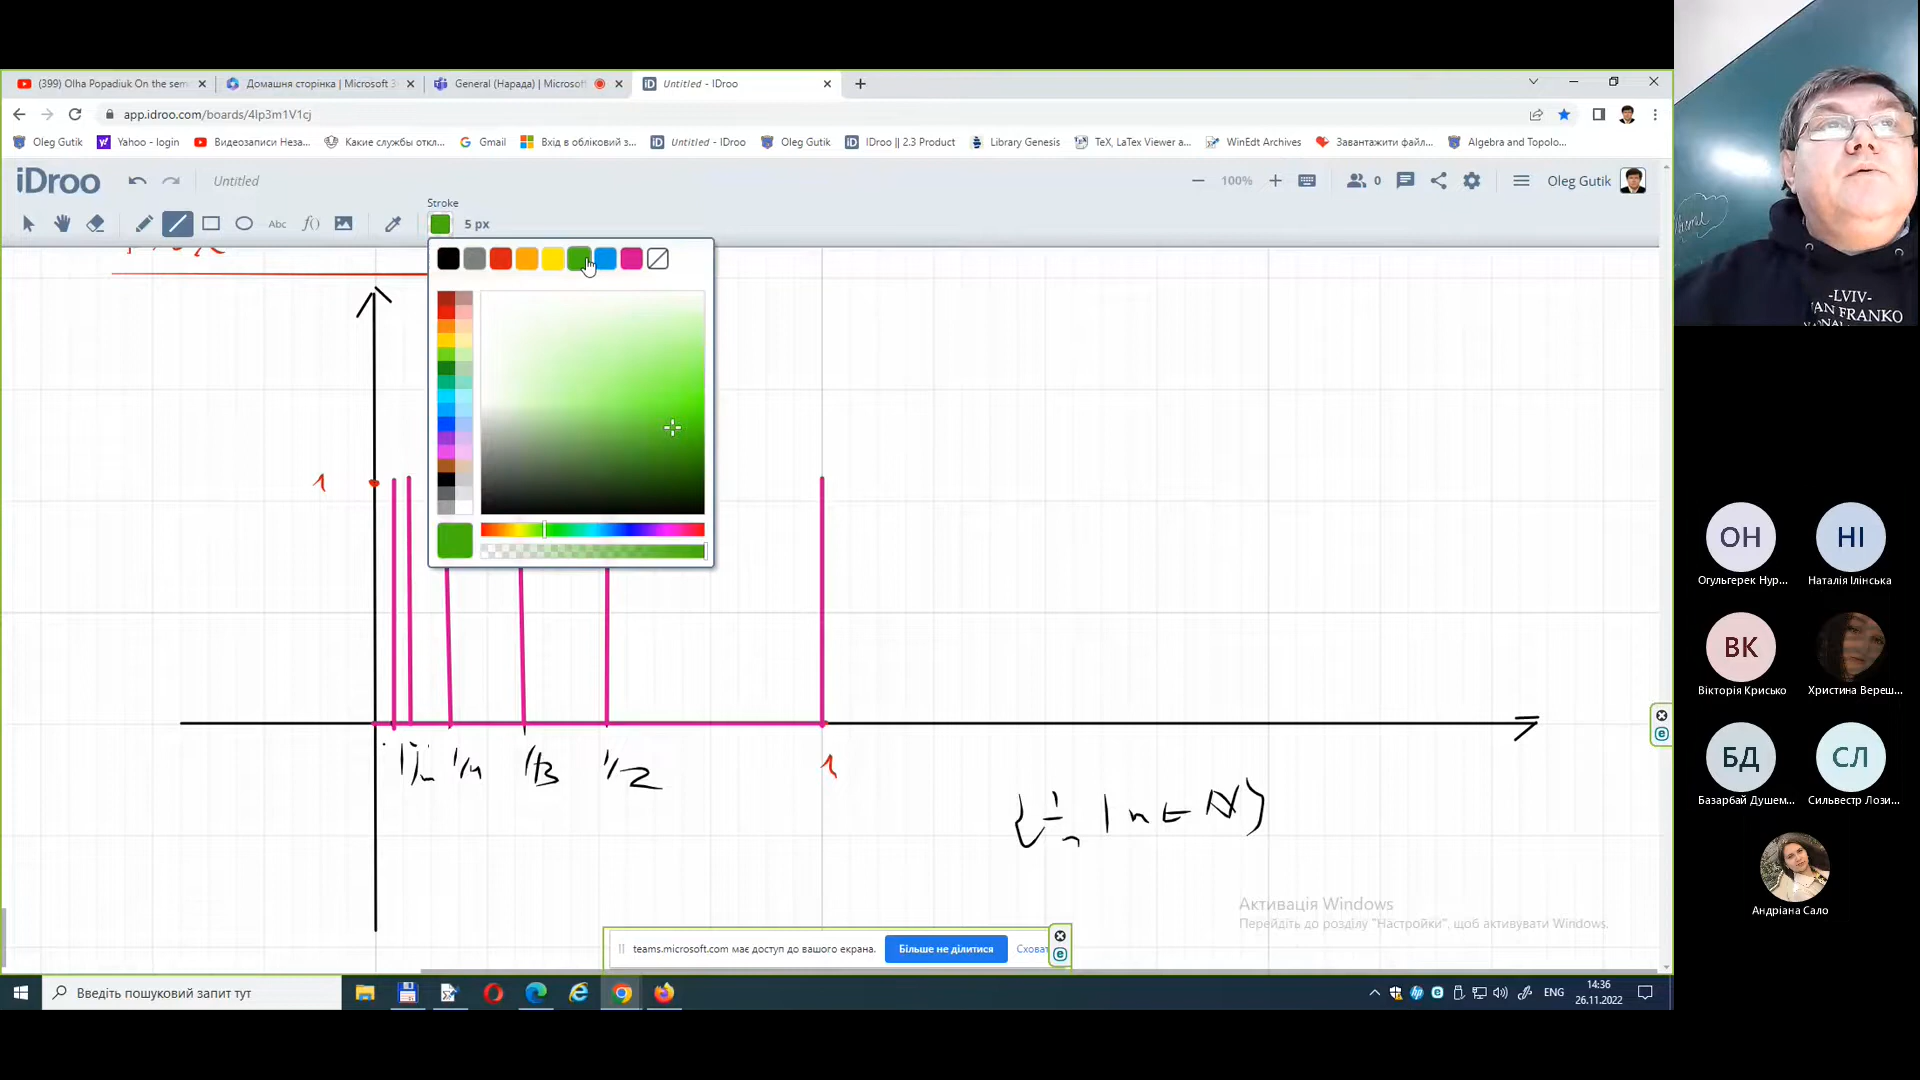 (399) Olha Popadiuk On the sem
Домашня сторінка | Microsoft 3
General (Нарада) | Microsoft
Untitled - IDroo
app.idroo.com/boards/4lp3m1V1cj
Oleg Gutik
Yahoo - login
Видеозаписи Неза...
Какие службы откл...
Gmail
Вхід в обліковий з...
Untitled - IDroo
Oleg Gutik
IDroo || 2.3 Product
Library Genesis
TeX, LaTex Viewer a...
WinEdt Archives
Завантажити файл...
Algebra and Topolo...
iDroo
Untitled
100%
0
Oleg Gutik
Stroke
Abc
f()
5 px
-LVIV-
IVAN FRANKO
1
1/n 1/4 1/3 1/2 1
{1/n | n ∈ N}
Активація Windows
Перейдіть до розділу "Настройки", щоб активувати Windows.
teams.microsoft.com має доступ до вашого екрана.
Більше не ділитися
Сховат
Введіть пошуковий запит тут
ENG
14:36
26.11.2022
ОН
Огульгерек Нур...
НІ
Наталія Ілінська
ВК
Вікторія Крисько
Христина Вереш...
БД
Базарбай Душем...
СЛ
Сильвестр Лози...
Андріана Сало